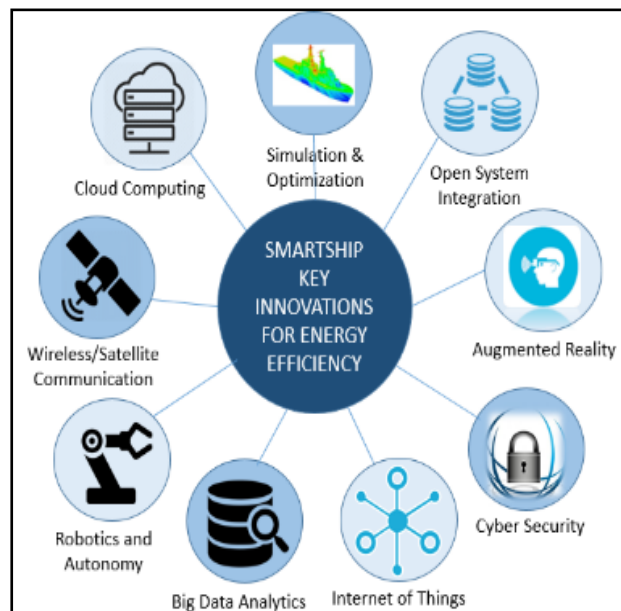 Simulation &
Optimization
Cloud Computing
Open System
Integration
SMARTSHIP
KEY
INNOVATIONS
FOR ENERGY
EFFICIENCY
Wireless/Satellite
Communication
Augmented Reality
Robotics and
Autonomy
Cyber Security
Big Data Analytics
Internet of Things